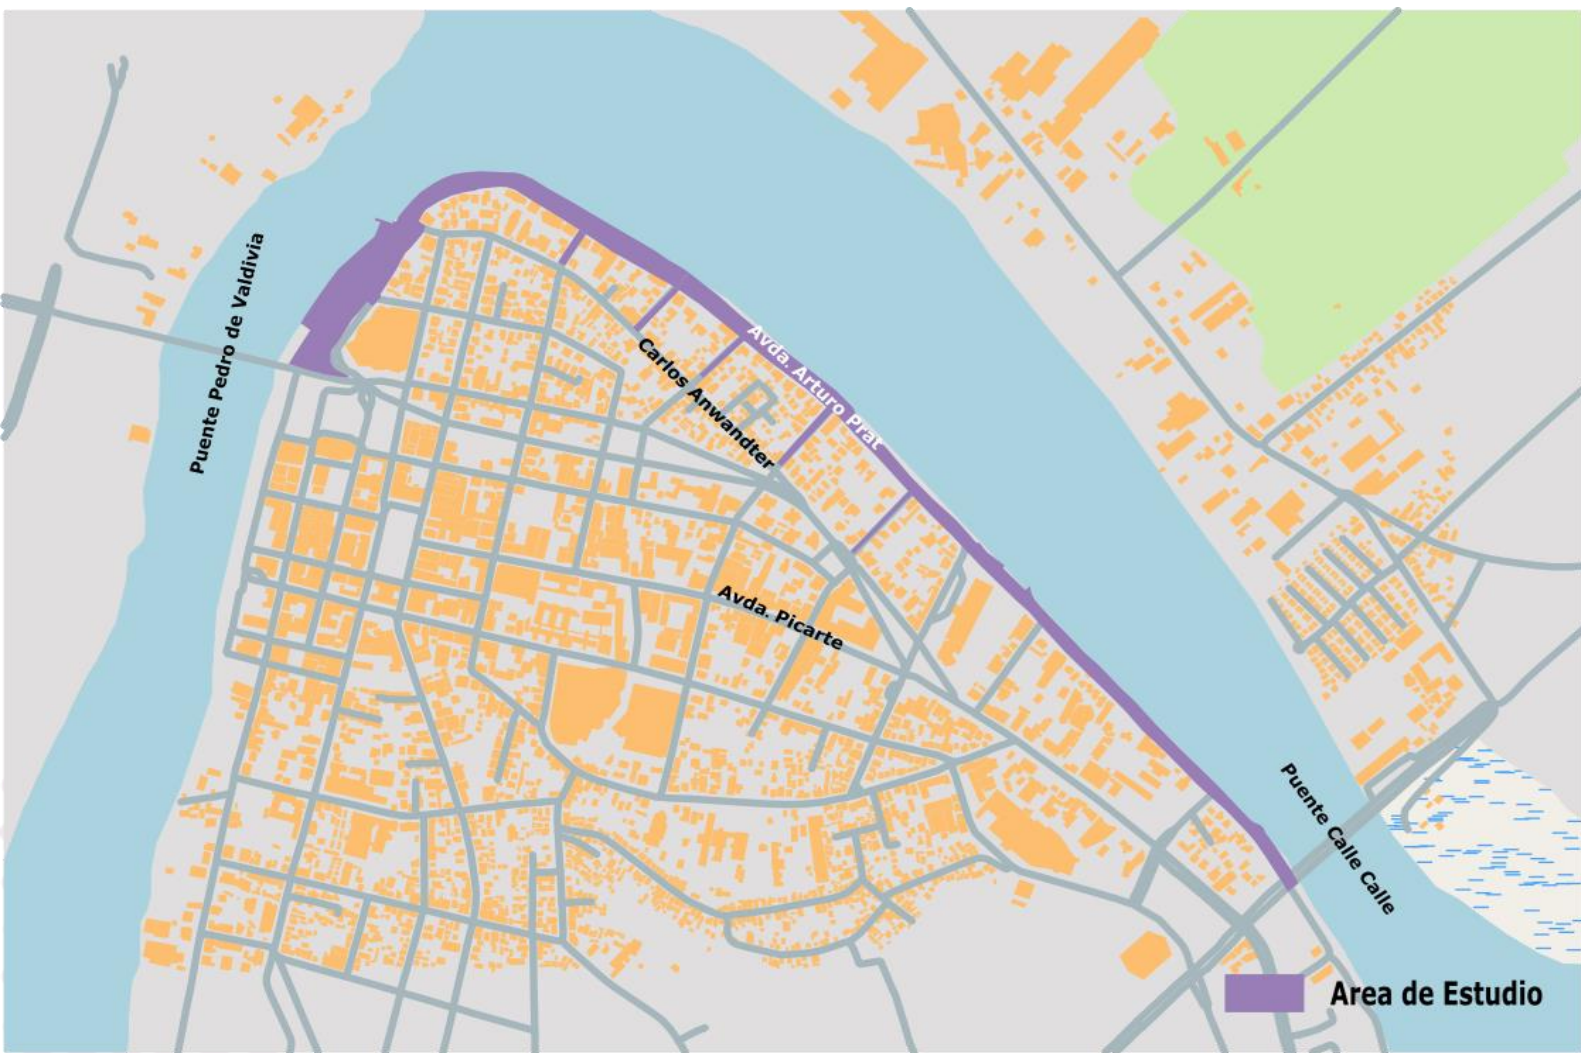 Puente Pedro de Valdivia
Avda. Arturo Prat
Carlos Anwandter
Avda. Picarte
Puente Calle Calle
Area de Estudio